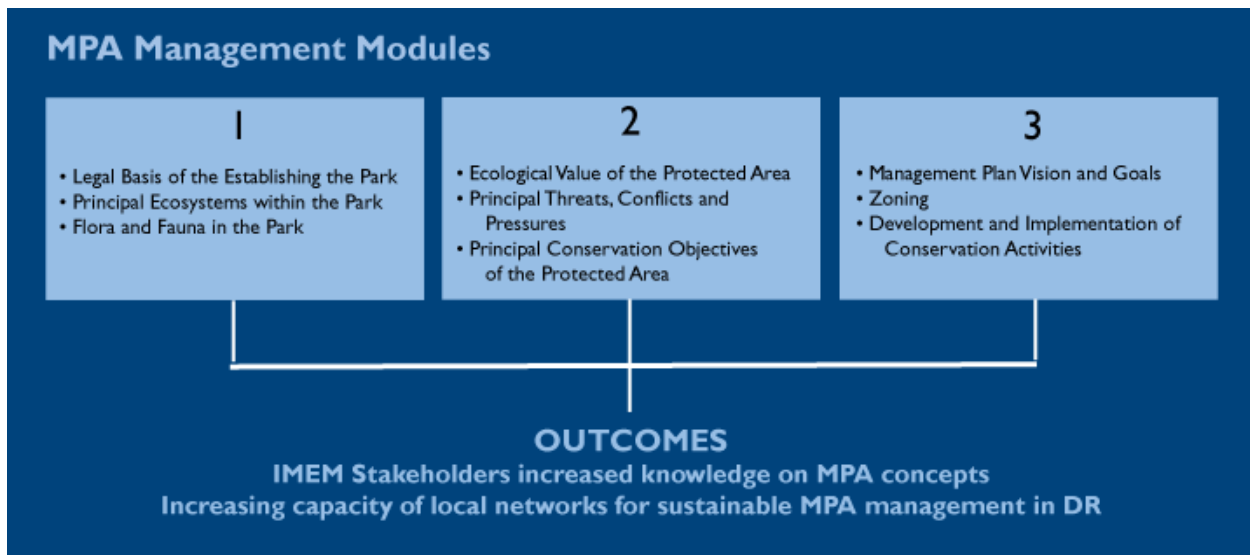 MPA Management Modules
1
• Legal Basis of the Establishing the Park
• Principal Ecosystems within the Park
• Flora and Fauna in the Park
2
• Ecological Value of the Protected Area
• Principal Threats, Conflicts and
Pressures
• Principal Conservation Objectives
of the Protected Area
3
• Management Plan Vision and Goals
• Zoning
• Development and Implementation of
Conservation Activities
OUTCOMES
IMEM Stakeholders increased knowledge on MPA concepts
Increasing capacity of local networks for sustainable MPA management in DR